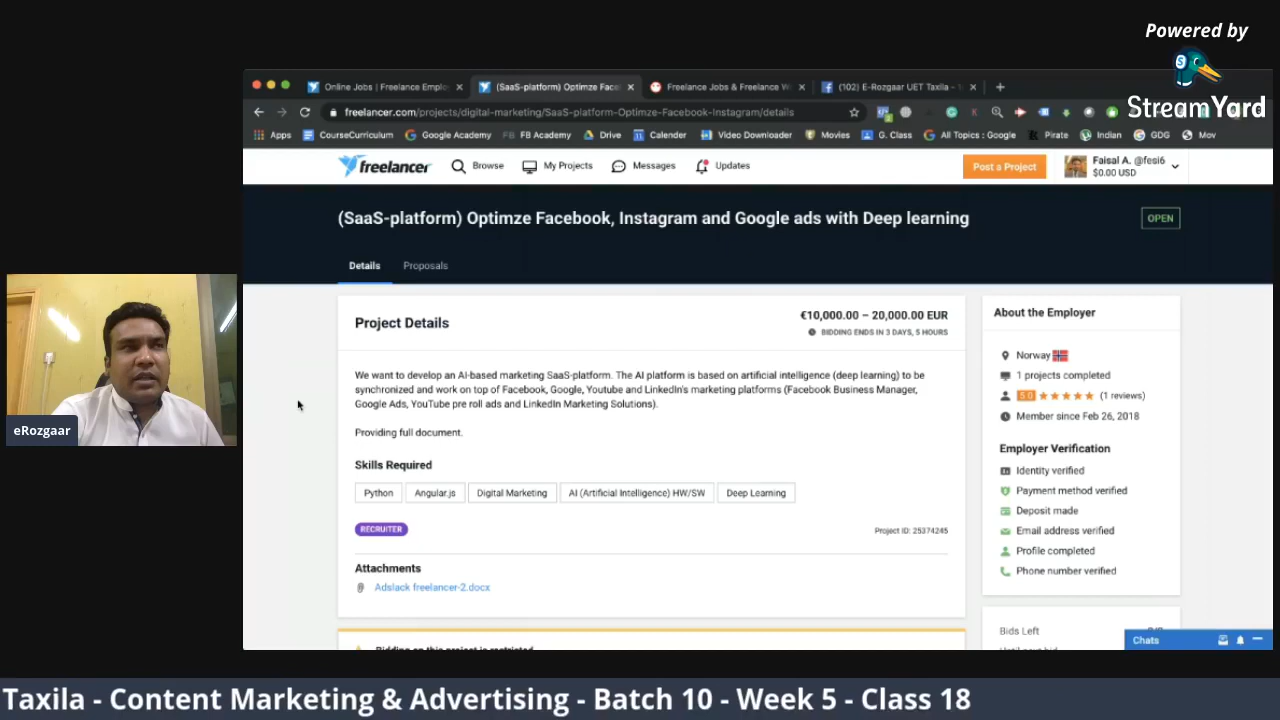 Powered by
StreamYard
Online Jobs | Freelance Emplo
(SaaS-platform) Optimze Face
Freelance Jobs & Freelance W
(102) E-Rozgaar UET Taxila -
freelancer.com/projects/digital-marketing/SaaS-platform-Optimze-Facebook-Instagram/details
Apps CourseCurriculum Google Academy FB Academy Drive Calender Video Downloader Movies G. Class All Topics : Google Pirate Indian GDG Mov
freelancer Browse My Projects Messages Updates Post a Project Faisal A. @fesi6
$0.00 USD
(SaaS-platform) Optimze Facebook, Instagram and Google ads with Deep learning OPEN
Details Proposals
Project Details
€10,000.00 – 20,000.00 EUR
BIDDING ENDS IN 3 DAYS, 5 HOURS
We want to develop an AI-based marketing SaaS-platform. The AI platform is based on artificial intelligence (deep learning) to be
synchronized and work on top of Facebook, Google, Youtube and LinkedIn's marketing platforms (Facebook Business Manager,
Google Ads, YouTube pre roll ads and LinkedIn Marketing Solutions).
Providing full document.
Skills Required
Python Angular.js Digital Marketing AI (Artificial Intelligence) HW/SW Deep Learning
RECRUITER
Project ID: 25374245
Attachments
Adslack freelancer-2.docx
Bidding on this project is restricted
About the Employer
Norway
1 projects completed
5.0 (1 reviews)
Member since Feb 26, 2018
Employer Verification
Identity verified
Payment method verified
Deposit made
Email address verified
Profile completed
Phone number verified
Bids Left
Chats
eRozgaar
Taxila - Content Marketing & Advertising - Batch 10 - Week 5 - Class 18